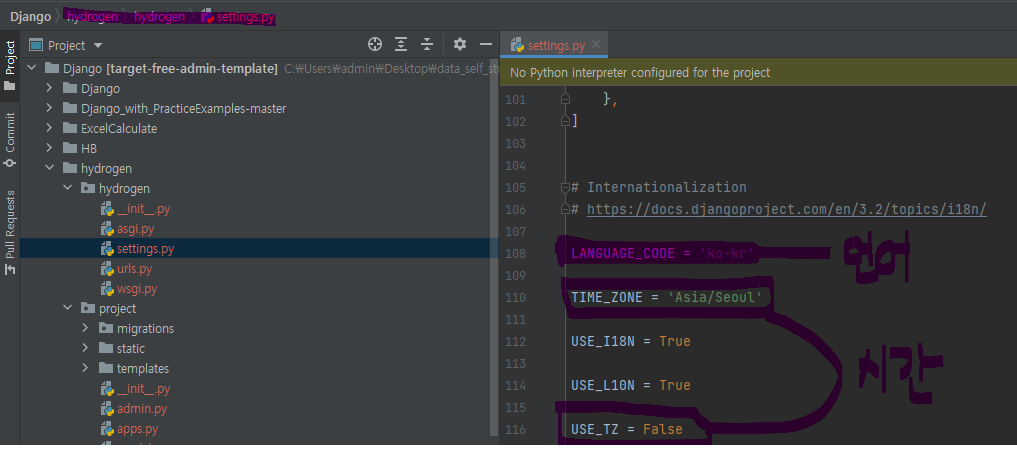 Django hydrogen hydrogen settings.py
Project
Commit
Pull Requests
Project
Django [target-free-admin-template] C:₩Users₩admin₩Desktop₩data_self_st
Django
Django_with_PracticeExamples-master
ExcelCalculate
HB
hydrogen
hydrogen
__init__.py
asgi.py
settings.py
urls.py
wsgi.py
project
migrations
static
templates
__init__.py
admin.py
apps.py
settings.py
No Python interpreter configured for the project
101 },
102 ]
103
104
105 # Internationalization
106 # https://docs.djangoproject.com/en/3.2/topics/i18n/
108 LANGUAGE_CODE = 'ko-kr' 언어
109
110 TIME_ZONE = 'Asia/Seoul'
111
112 USE_I18N = True
113 시간
114 USE_L10N = True
115
116 USE_TZ = False